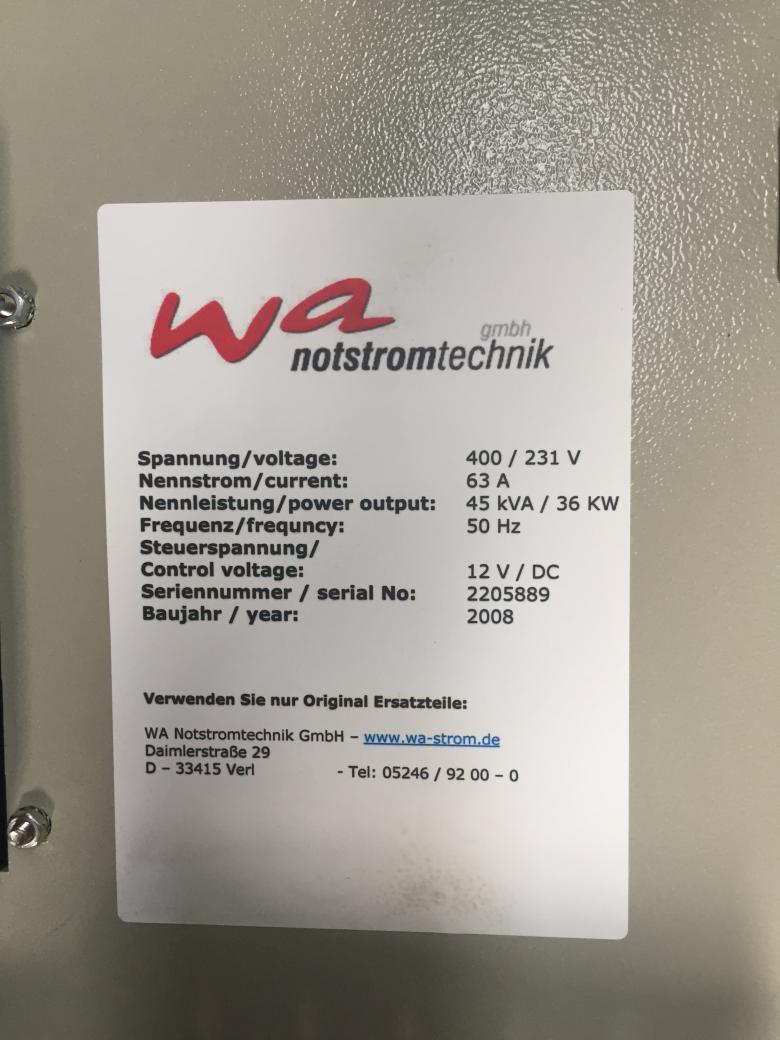 wa
gmbh
notstromtechnik
Spannung/voltage: 400 / 231 V
Nennstrom/current: 63 A
Nennleistung/power output: 45 kVA / 36 KW
Frequenz/frequncy: 50 Hz
Steuerspannung/
Control voltage: 12 V / DC
Seriennummer / serial No: 2205889
Baujahr / year: 2008
Verwenden Sie nur Original Ersatzteile:
WA Notstromtechnik GmbH – www.wa-strom.de
Daimlerstraße 29
D – 33415 Verl - Tel: 05246 / 92 00 – 0